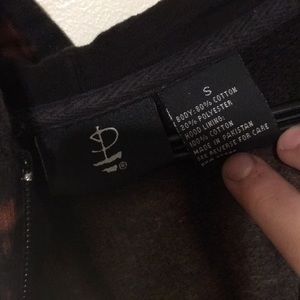 S
BODY: 80% COTTON
20% POLYESTER
HOOD LINING:
100% COTTON
MADE IN PAKISTAN
SEE REVERSE FOR CARE
®